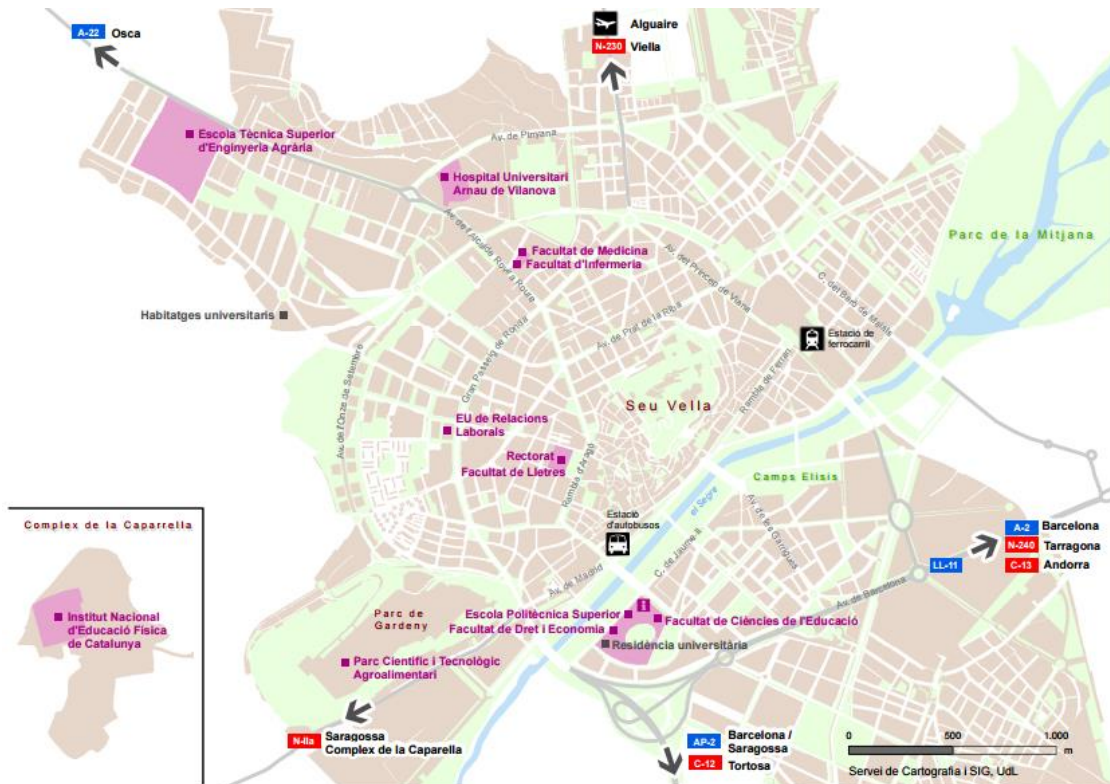 A-22 Osca
Alguaire
N-230 Viella
Escola Tècnica Superior
d'Enginyeria Agrària
Av. de Pinyana
Hospital Universitari
Arnau de Vilanova
Av. de l'Alcalde Rovira Roure
Parc de la Mitjana
Facultat de Medicina
Facultat d'Infermeria
Av. del Príncep de Viana
C. del Baró de Maials
Habitatges universitaris
Gran Passeig de Ronda
Av. de Prat de la Riba
Estació de
ferrocarril
Av. de l'Onze de Setembre
Rambla de Ferran
Seu Vella
EU de Relacions
Laborals
Rectorat
Facultat de Lletres
Rambla d'Aragó
Camps Elisis
el Segre
Av. de les Garrigues
Estació
d'autobusos
C. de Jaume II
Complex de la Caparrella
A-2 Barcelona
N-240 Tarragona
C-13 Andorra
LL-11
Av. de Madrid
Av. de Barcelona
Parc de
Gardeny
Escola Politècnica Superior
Facultat de Ciències de l'Educació
Facultat de Dret i Economia
Residència universitària
Institut Nacional
d'Educació Física
de Catalunya
Parc Científic i Tecnològic
Agroalimentari
N-IIa Saragossa
Complex de la Caparella
AP-2 Barcelona /
Saragossa
C-12 Tortosa
0 500 1.000
m
Servei de Cartografia i SIG, UdL